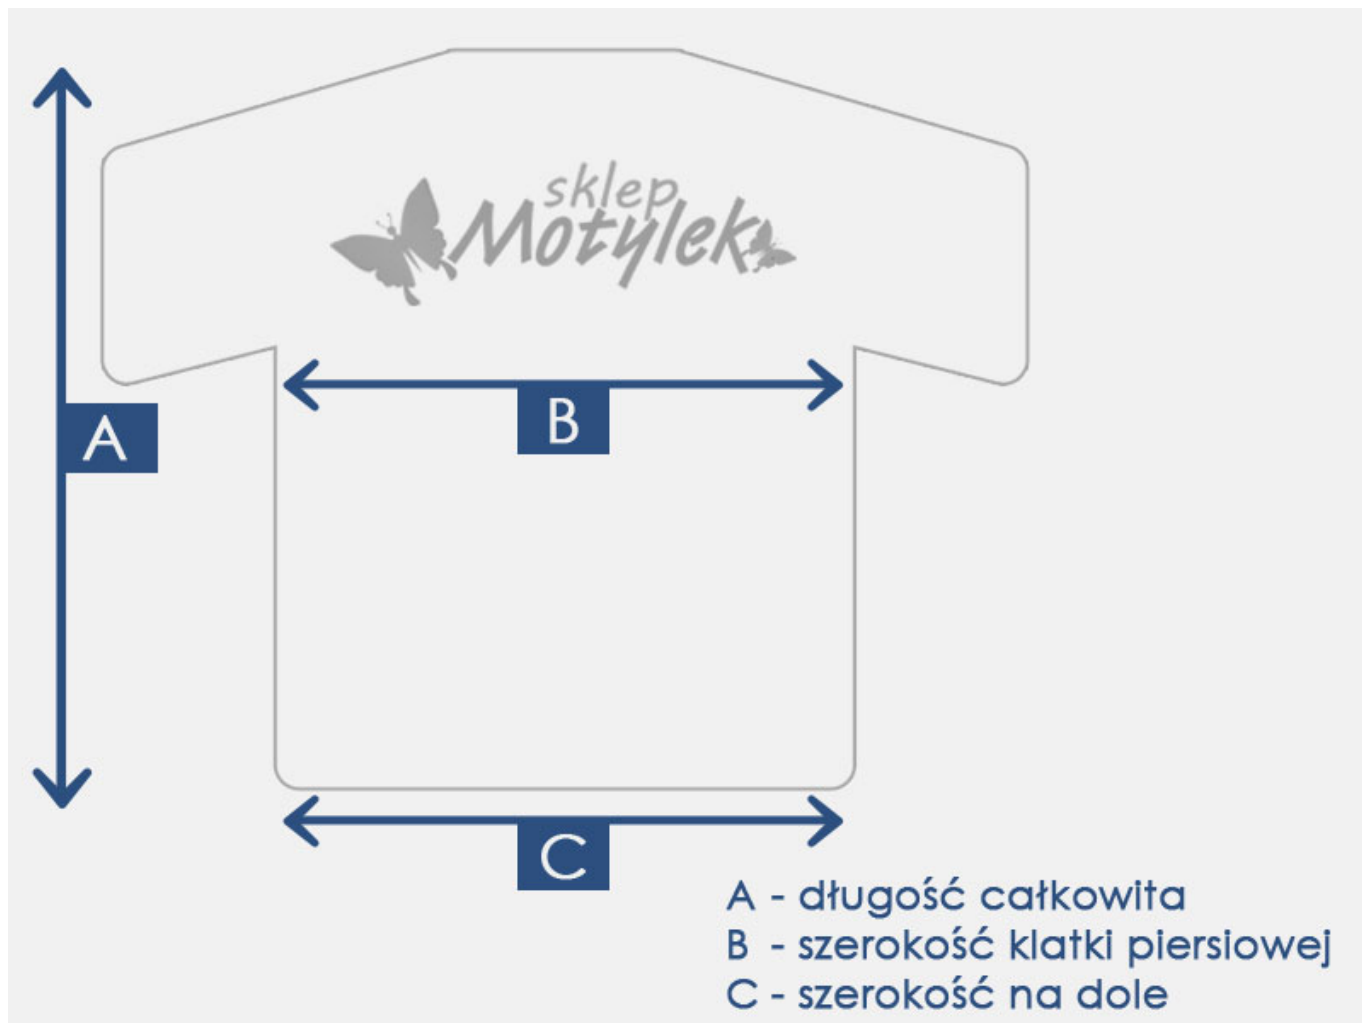 sklep
Motylek
A
B
C
A - długość całkowita
B - szerokość klatki piersiowej
C - szerokość na dole